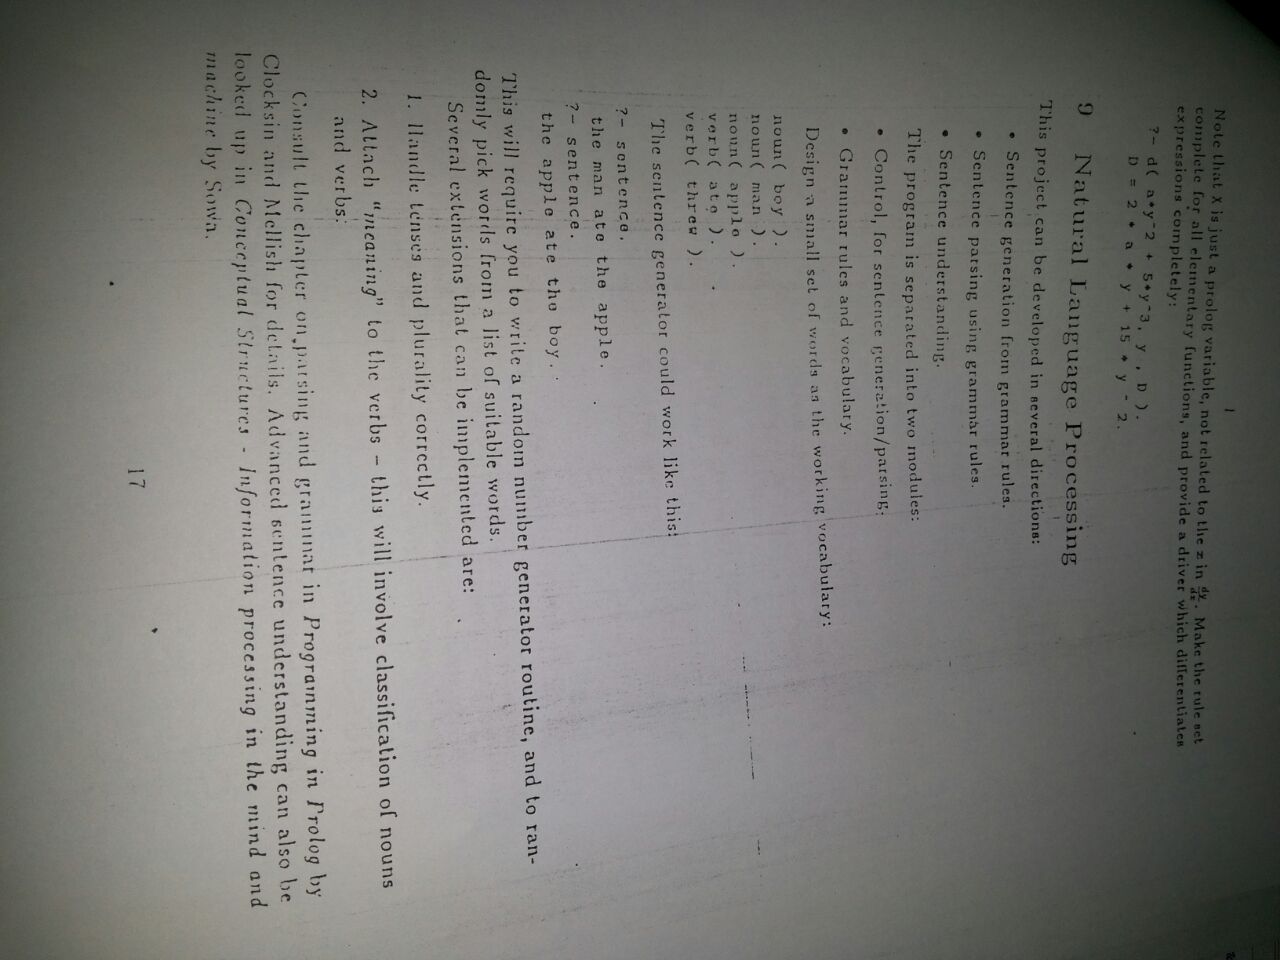 Note that X is just a prolog variable, not related to the x in dy/dx. Make the rule set
complete for all elementary functions, and provide a driver which differentiates
expressions completely:
?- d( a*y^2 + 5*y^3, y , D ).
D = 2 * a * y + 15 * y ^ 2.
9 Natural Language Processing
This project can be developed in several directions:
• Sentence generation from grammar rules.
• Sentence parsing using grammar rules.
• Sentence understanding.
The program is separated into two modules:
• Control, for sentence generation/parsing.
• Grammar rules and vocabulary.
Design a small set of words as the working vocabulary:
noun( boy ).
noun( man ).
noun( apple ).
verb( ate ).
verb( threw ).
The sentence generator could work like this:
?- sentence.
the man ate the apple.
?- sentence.
the apple ate the boy.
This will require you to write a random number generator routine, and to ran-
domly pick words from a list of suitable words.
Several extensions that can be implemented are:
1. Handle tenses and plurality correctly.
2. Attach "meaning" to the verbs – this will involve classification of nouns
and verbs.
Consult the chapter on parsing and grammar in Programming in Prolog by
Clocksin and Mellish for details. Advanced sentence understanding can also be
looked up in Conceptual Structures - Information processing in the mind and
machine by Sowa.
17